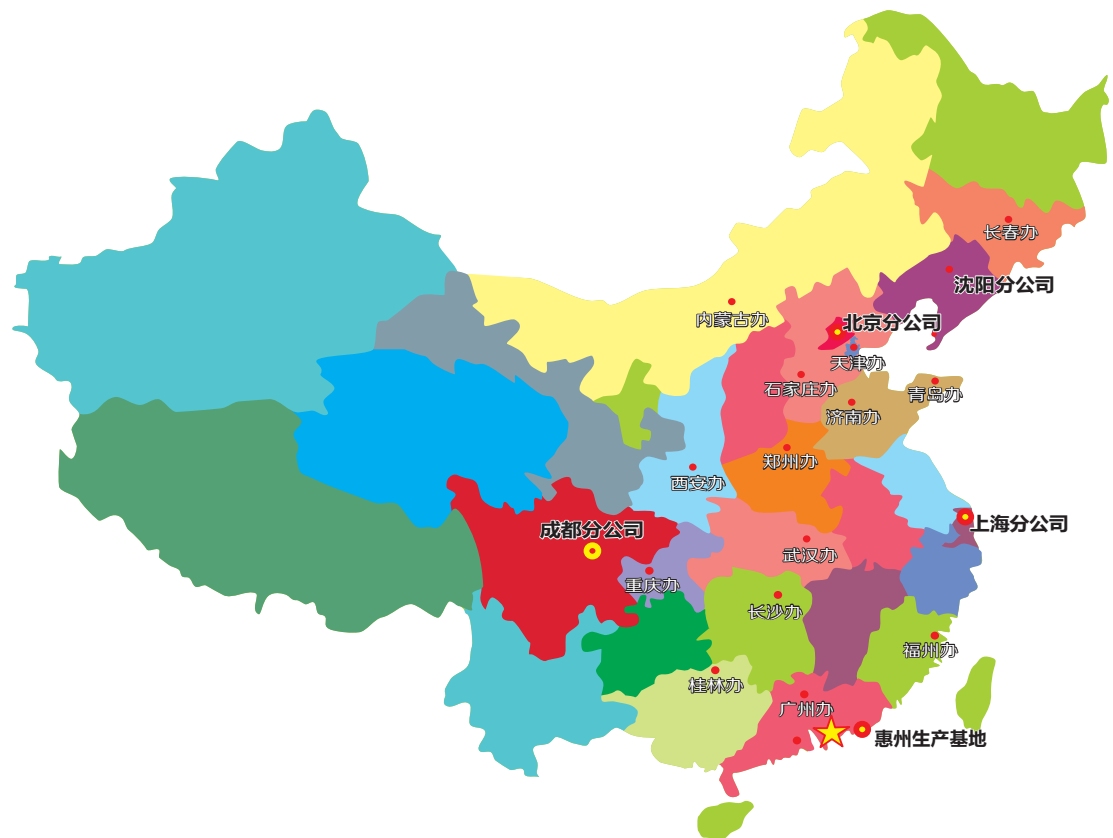 长春办
沈阳分公司
内蒙古办
北京分公司
天津办
石家庄办
青岛办
济南办
郑州办
西安办
上海分公司
成都分公司
武汉办
重庆办
长沙办
福州办
桂林办
广州办
惠州生产基地